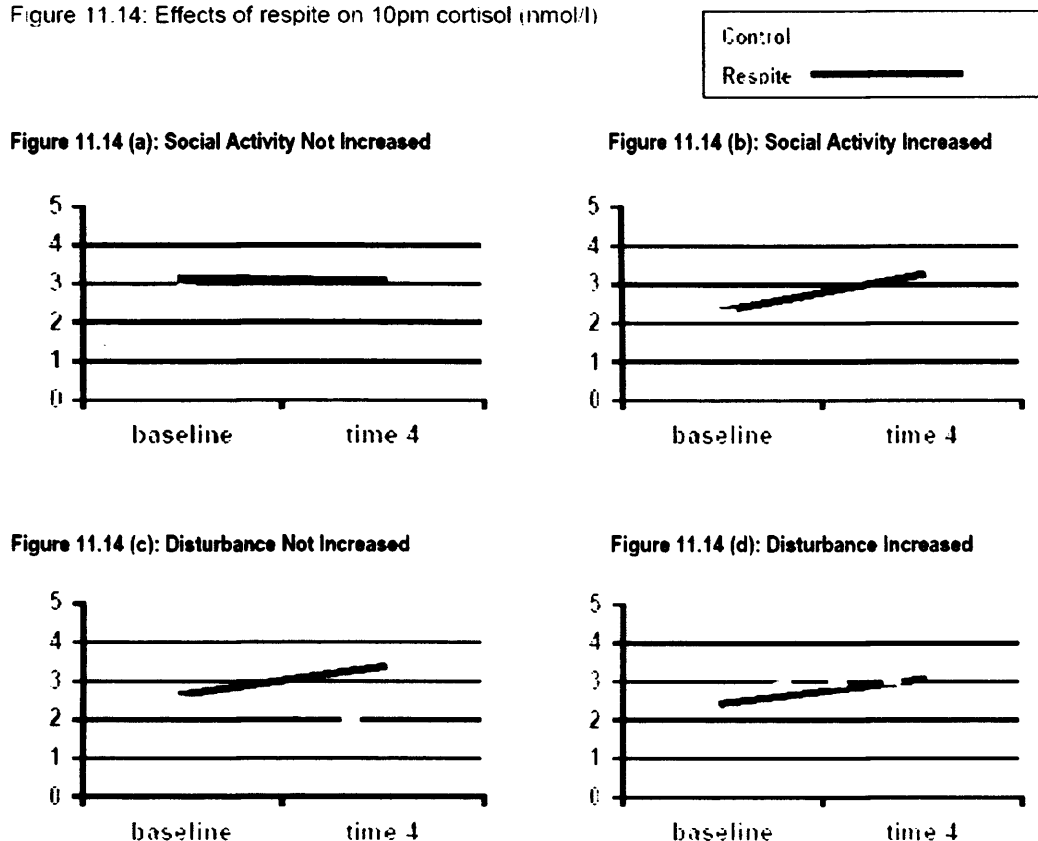 Figure 11.14: Effects of respite on 10pm cortisol (nmol/l)
Control
Respite
Figure 11.14 (a): Social Activity Not Increased
5
4
3
2
1
0
baseline time 4
Figure 11.14 (b): Social Activity Increased
5
4
3
2
1
0
baseline time 4
Figure 11.14 (c): Disturbance Not Increased
5
4
3
2
1
0
baseline time 4
Figure 11.14 (d): Disturbance Increased
5
4
3
2
1
0
baseline time 4